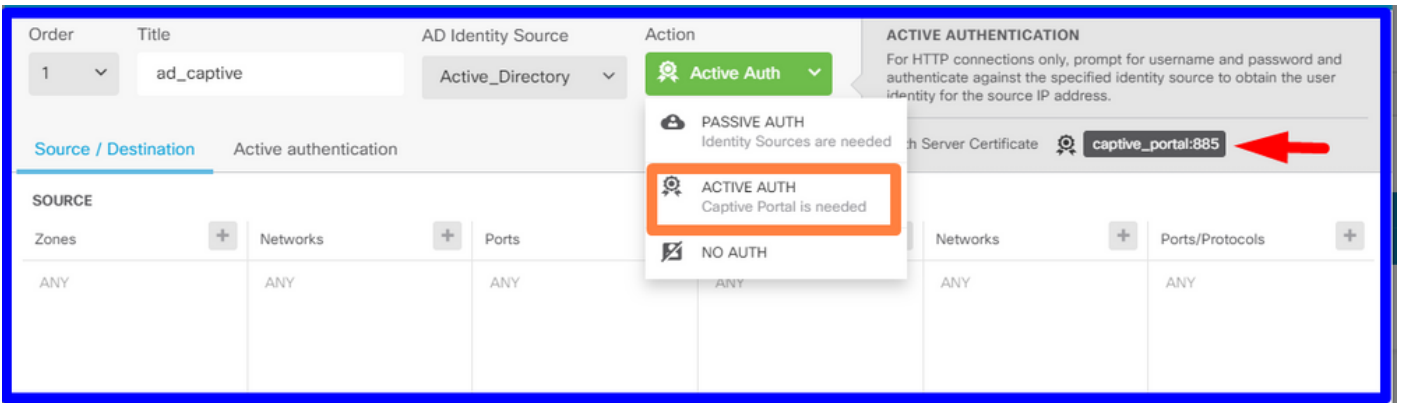 Order Title AD Identity Source Action
1 ad_captive Active_Directory Active Auth
ACTIVE AUTHENTICATION
For HTTP connections only, prompt for username and password and
authenticate against the specified identity source to obtain the user
identity for the source IP address.
PASSIVE AUTH
Identity Sources are needed
ACTIVE AUTH
Captive Portal is needed
NO AUTH
Server Certificate captive_portal:885
Source / Destination Active authentication
SOURCE
Zones Networks Ports Networks Ports/Protocols
ANY ANY ANY ANY ANY ANY